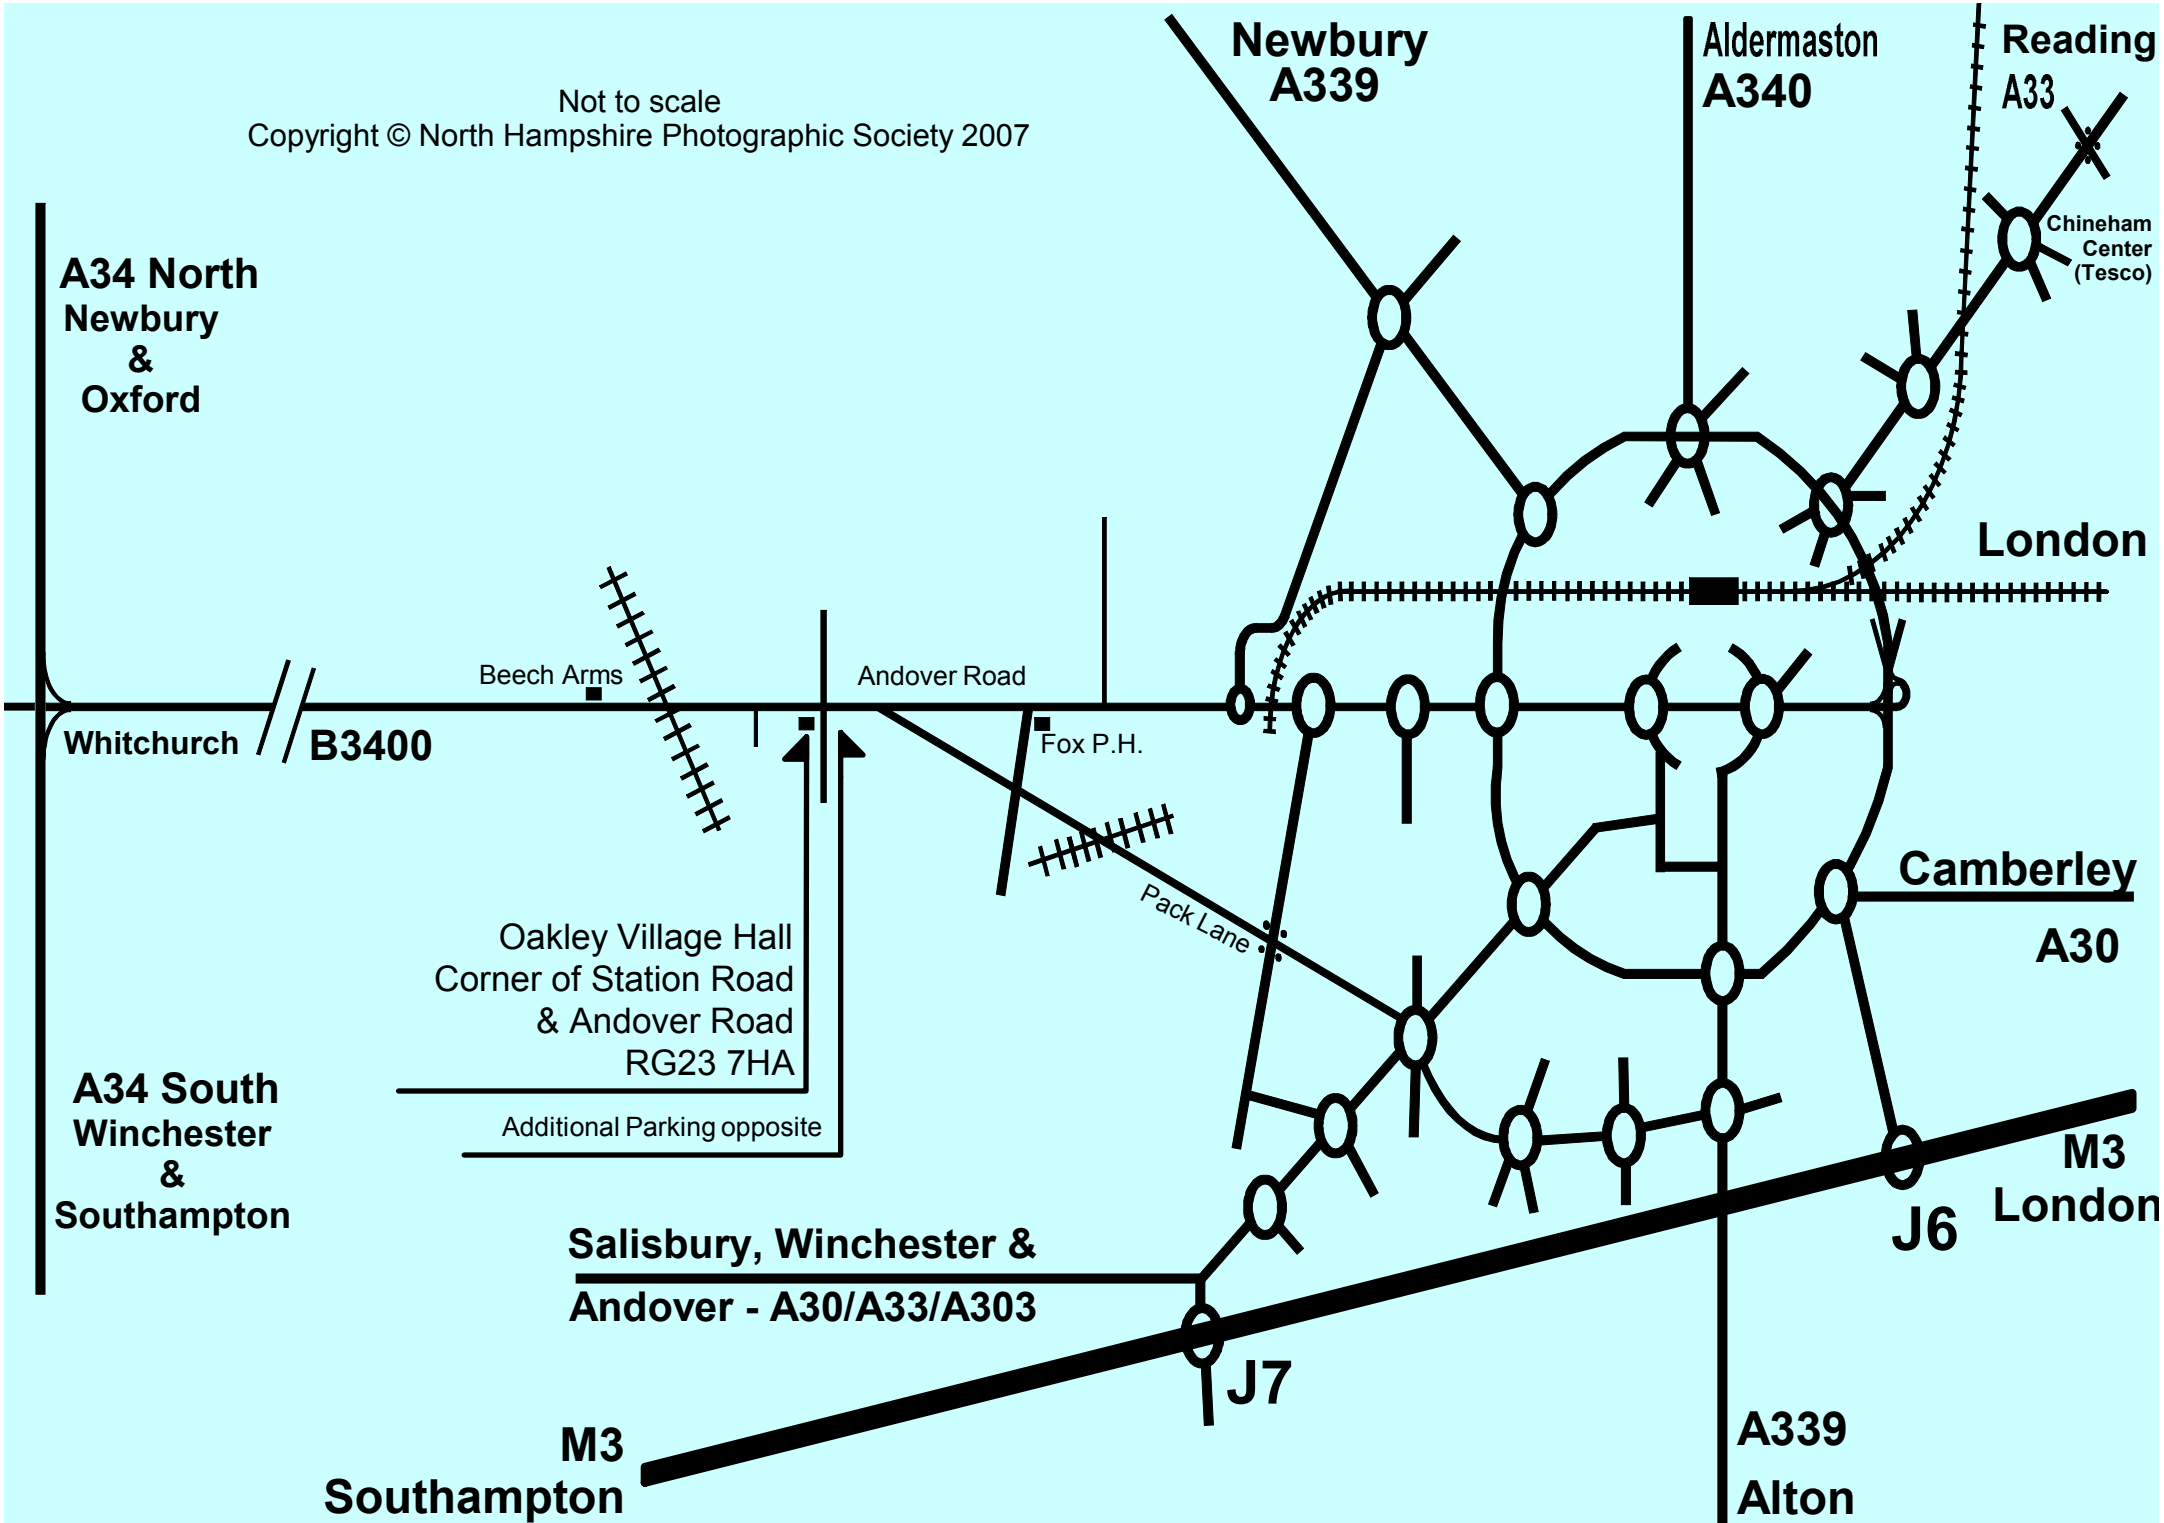 Newbury
A339
Aldermaston
A340
Reading
A33
Not to scale
Copyright © North Hampshire Photographic Society 2007
Chineham
Center
(Tesco)
A34 North
Newbury
&
Oxford
London
Beech Arms
Andover Road
Whitchurch
B3400
Fox P.H.
Camberley
A30
Pack Lane
Oakley Village Hall
Corner of Station Road
& Andover Road
RG23 7HA
Additional Parking opposite
A34 South
Winchester
&
Southampton
M3
London
J6
Salisbury, Winchester &
Andover - A30/A33/A303
J7
M3
Southampton
A339
Alton